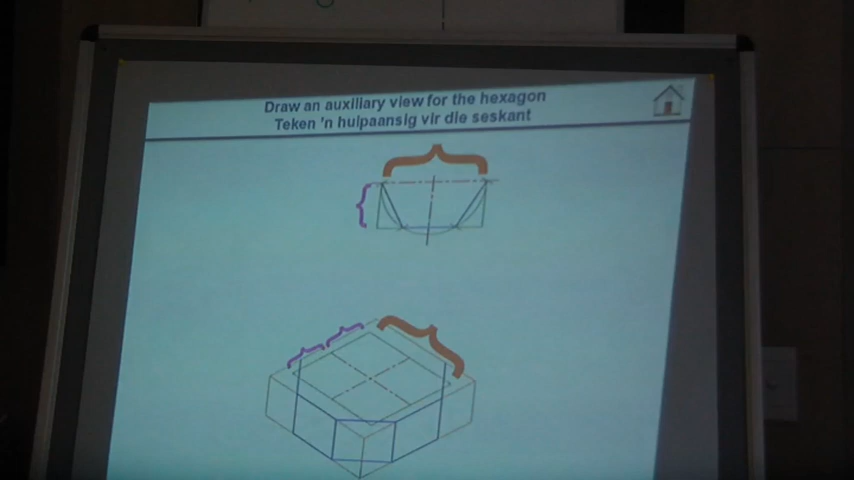 Draw an auxiliary view for the hexagon
Teken 'n hulpaansig vir die seskant